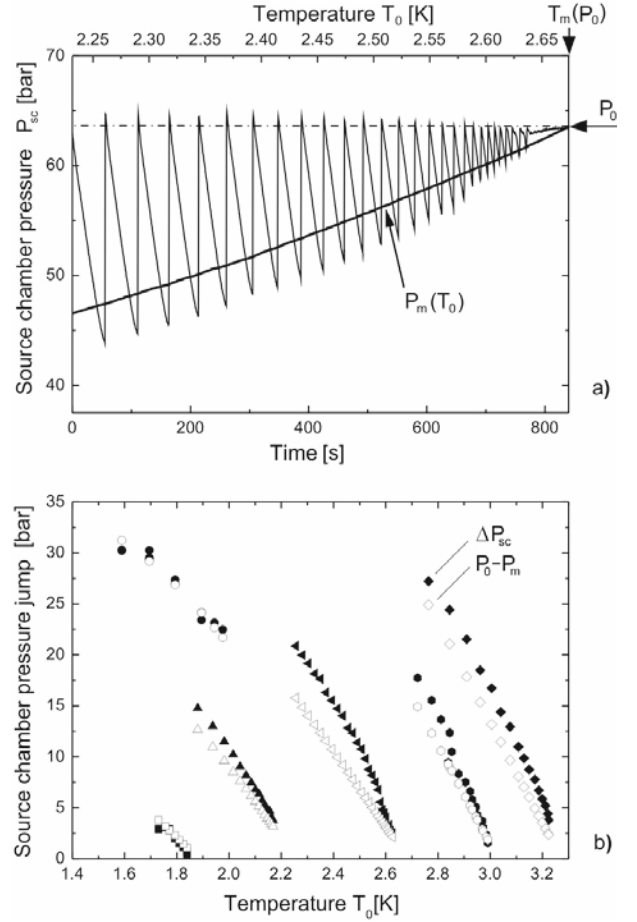 Temperature T₀ [K]
Tₘ(P₀)
2.25 2.30 2.35 2.40 2.45 2.50 2.55 2.60 2.65
Source chamber pressure P_sc [bar]
70
60
50
40
P₀
Pₘ(T₀)
a)
0 200 400 600 800
Time [s]
Source chamber pressure jump [bar]
35
30
25
20
15
10
5
0
ΔP_sc
P₀-Pₘ
b)
1.4 1.6 1.8 2.0 2.2 2.4 2.6 2.8 3.0 3.2
Temperature T₀[K]